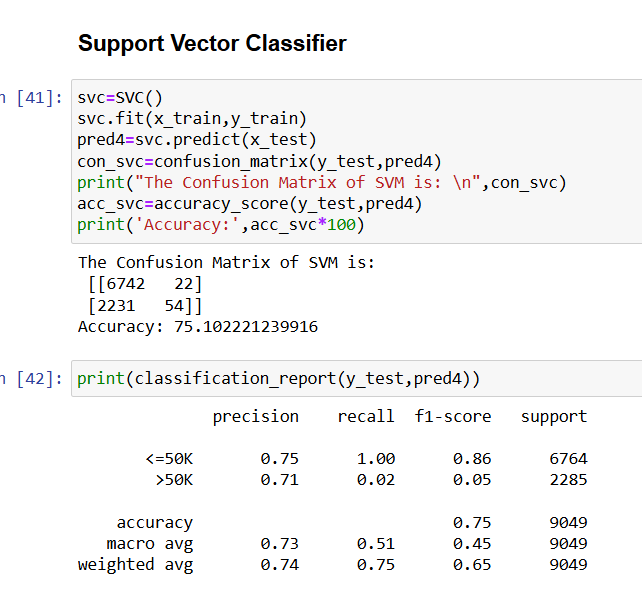 Support Vector Classifier
n [41]:
svc=SVC()
svc.fit(x_train,y_train)
pred4=svc.predict(x_test)
con_svc=confusion_matrix(y_test,pred4)
print("The Confusion Matrix of SVM is: \n",con_svc)
acc_svc=accuracy_score(y_test,pred4)
print('Accuracy:',acc_svc*100)
The Confusion Matrix of SVM is:
[[6742   22]
[2231   54]]
Accuracy: 75.102221239916
n [42]:
print(classification_report(y_test,pred4))
precision    recall  f1-score   support
<=50K       0.75      1.00      0.86      6764
>50K       0.71      0.02      0.05      2285
accuracy                           0.75      9049
macro avg       0.73      0.51      0.45      9049
weighted avg       0.74      0.75      0.65      9049